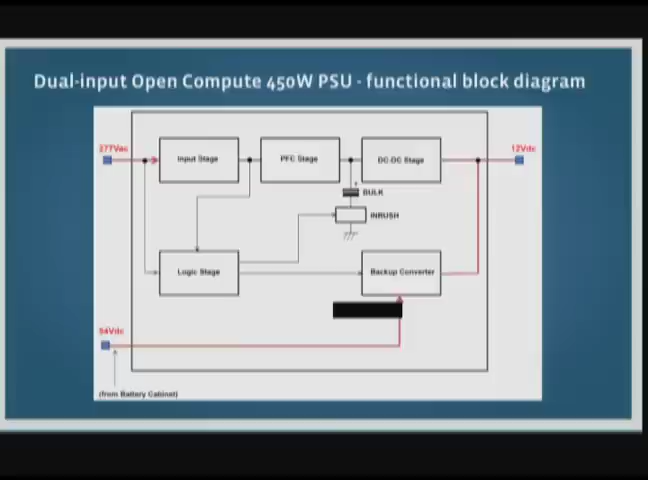 Dual-input Open Compute 450W PSU - functional block diagram
277Vac
Input Stage
PFC Stage
DC-DC Stage
12Vdc
BULK
INRUSH
Logic Stage
Backup Converter
54Vdc
(from Battery Cabinet)